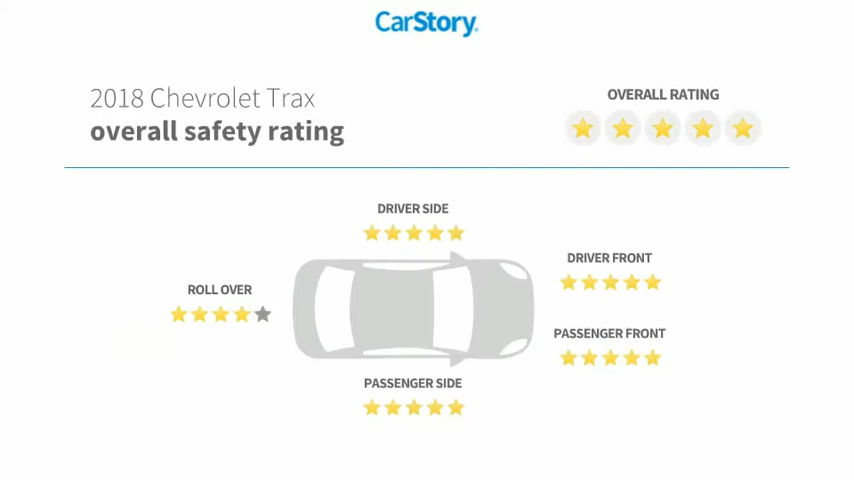 CarStory
2018 Chevrolet Trax
overall safety rating
OVERALL RATING
DRIVER SIDE
DRIVER FRONT
ROLL OVER
PASSENGER FRONT
PASSENGER SIDE